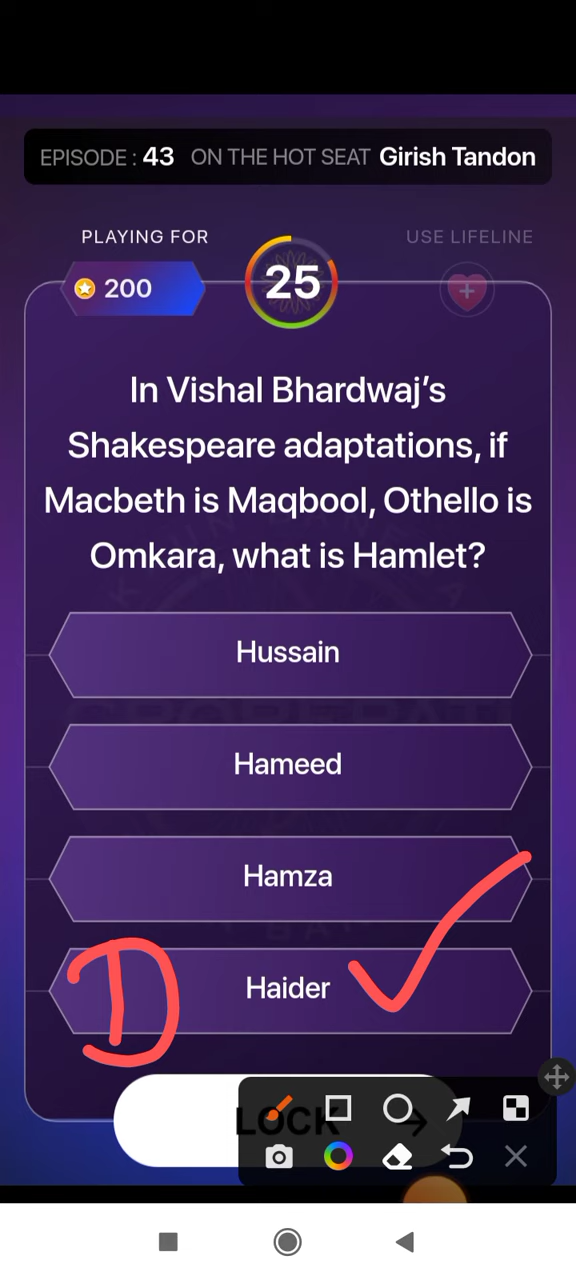 EPISODE : 43 ON THE HOT SEAT Girish Tandon
PLAYING FOR
USE LIFELINE
200
25
In Vishal Bhardwaj's
Shakespeare adaptations, if
Macbeth is Maqbool, Othello is
Omkara, what is Hamlet?
Hussain
Hameed
Hamza
D Haider
LOCK